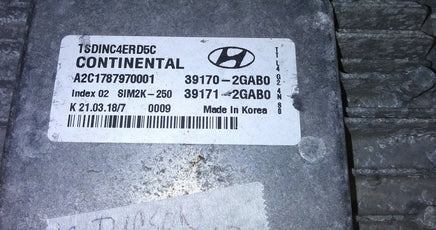 TSDINC4ERD5C
CONTINENTAL
A2C1787970001 39170-2GAB0
Index 02 SIM2K-250 39171-2GAB0
K 21.03.18/7 0009 Made in Korea
TUCSON